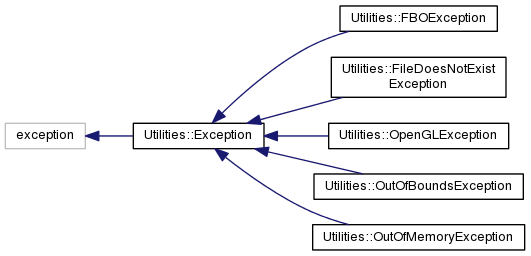 Utilities::FBOException
Utilities::FileDoesNotExist
Exception
exception
Utilities::Exception
Utilities::OpenGLException
Utilities::OutOfBoundsException
Utilities::OutOfMemoryException